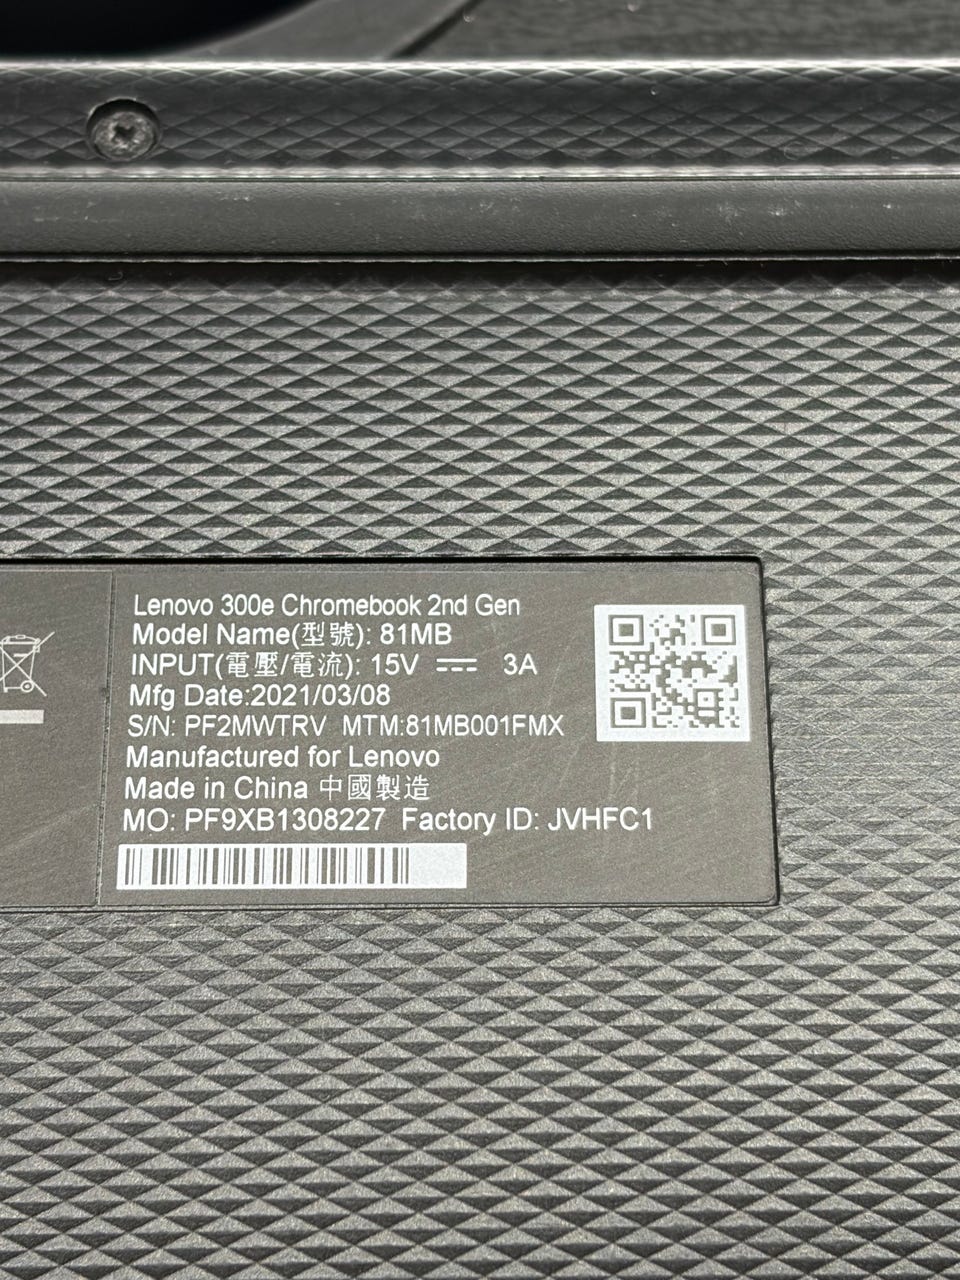 Lenovo 300e Chromebook 2nd Gen
Model Name(型號): 81MB
INPUT(電壓/電流): 15V ⎓ 3A
Mfg Date:2021/03/08
S/N: PF2MWTRV MTM:81MB001FMX
Manufactured for Lenovo
Made in China 中國製造
MO: PF9XB1308227 Factory ID: JVHFC1